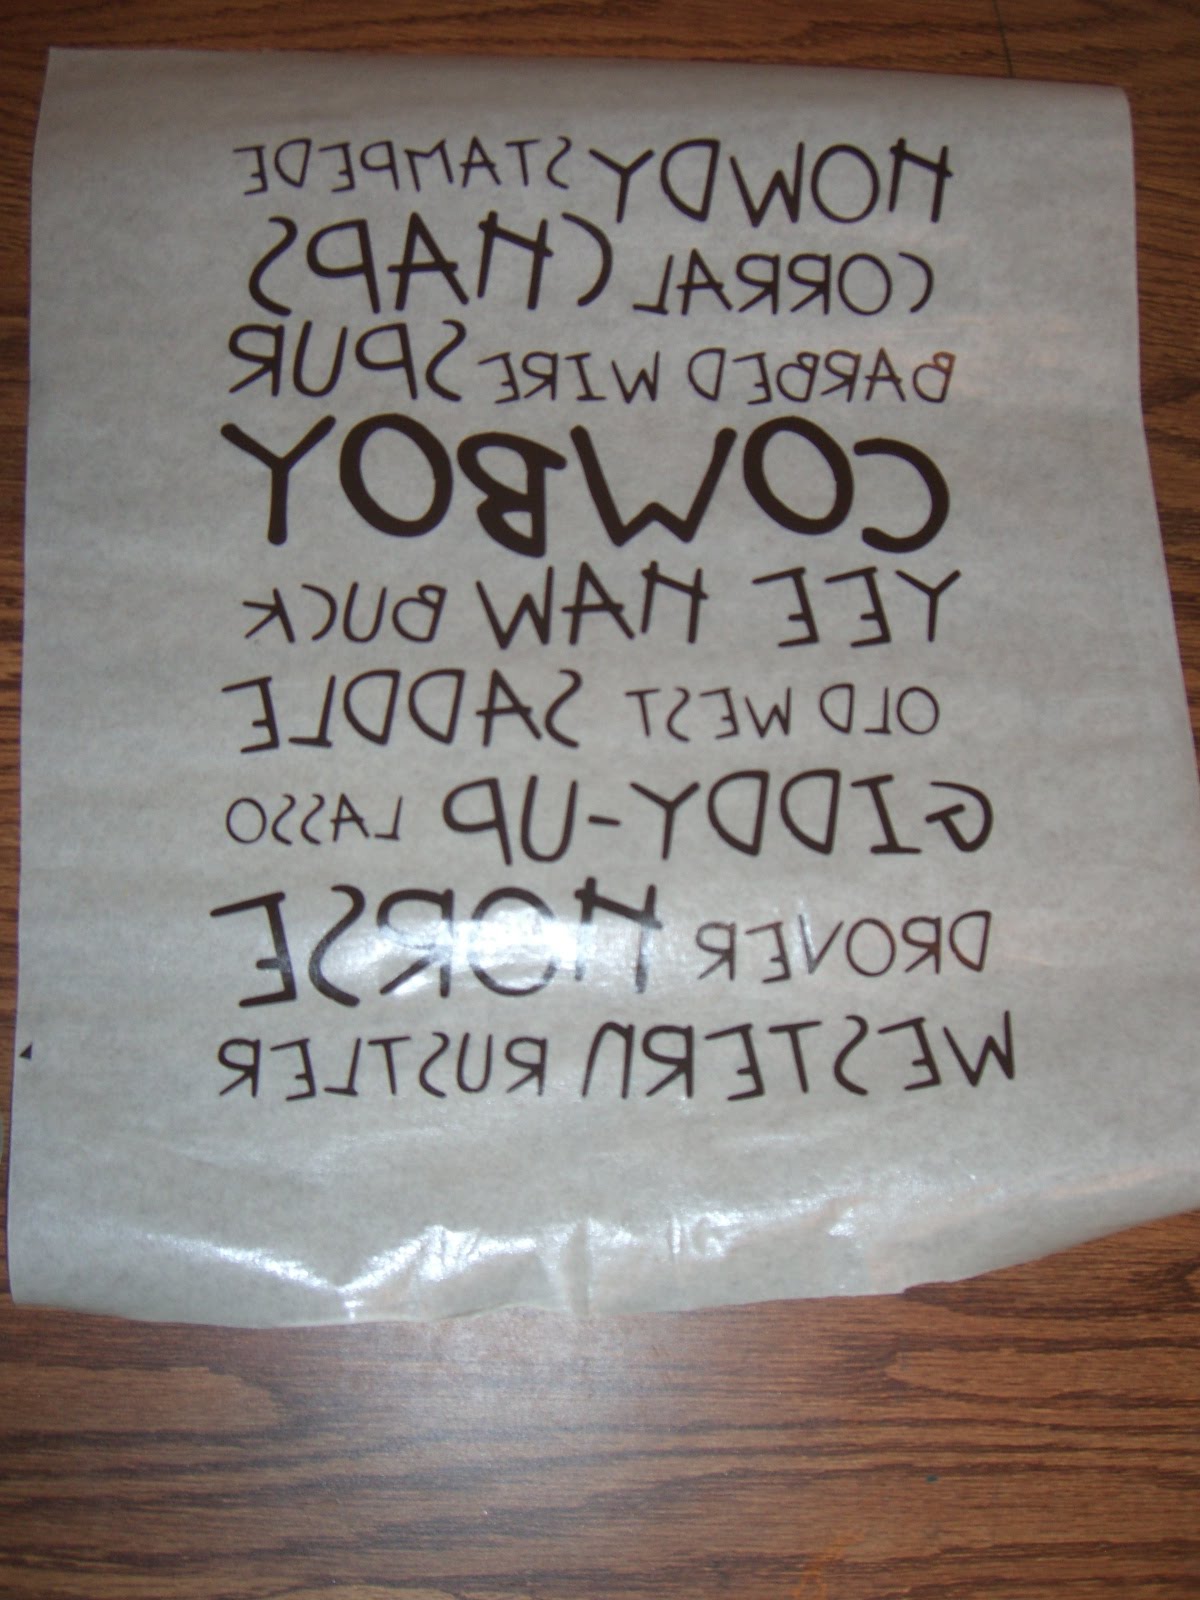 HOWDY STAMPEDE
CORRAL CHAPS
BARBED WIRE SPUR
COWBOY
YEE HAW BUCK
OLD WEST SADDLE
GIDDY-UP LASSO
DROVER HORSE
WESTERN RUSTLER